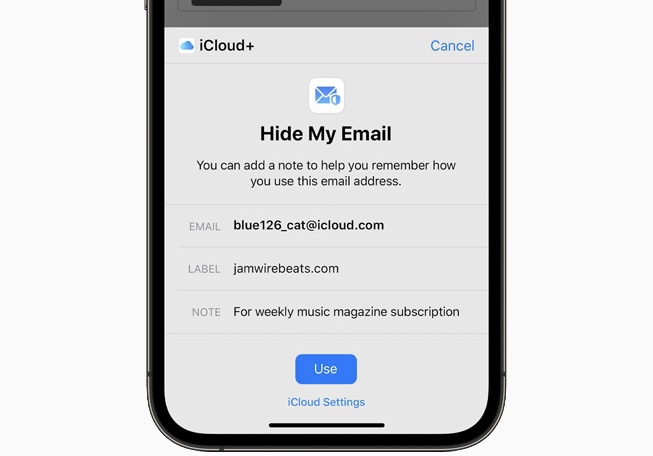 iCloud+
Cancel
Hide My Email
You can add a note to help you remember how
you use this email address.
EMAIL blue126_cat@icloud.com
LABEL jamwirebeats.com
NOTE For weekly music magazine subscription
Use
iCloud Settings